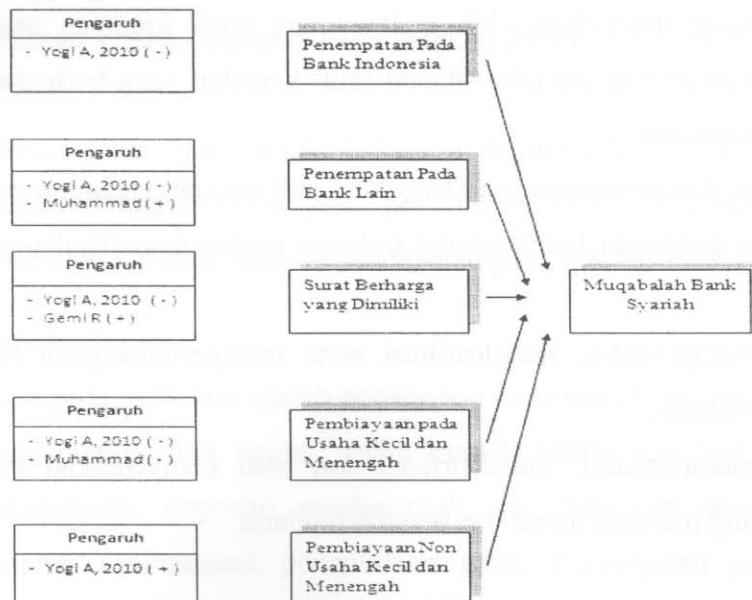 Pengaruh
- Yogi A, 2010 ( - )
Penempatan Pada
Bank Indonesia
Pengaruh
- Yogi A, 2010 ( - )
- Muhammad ( + )
Penempatan Pada
Bank Lain
Pengaruh
- Yogi A, 2010 ( - )
- Gemi R ( + )
Surat Berharga
yang Dimiliki
Muqabalah Bank
Syariah
Pengaruh
- Yogi A, 2010 ( - )
- Muhammad ( - )
Pembiayaan pada
Usaha Kecil dan
Menengah
Pengaruh
- Yogi A, 2010 ( + )
Pembiayaan Non
Usaha Kecil dan
Menengah